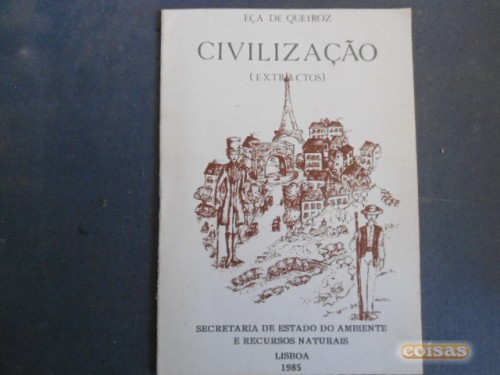 EÇA DE QUEIROZ
CIVILIZAÇÃO
(EXTRACTOS)
SECRETARIA DE ESTADO DO AMBIENTE
E RECURSOS NATURAIS
LISBOA
1985
coisas